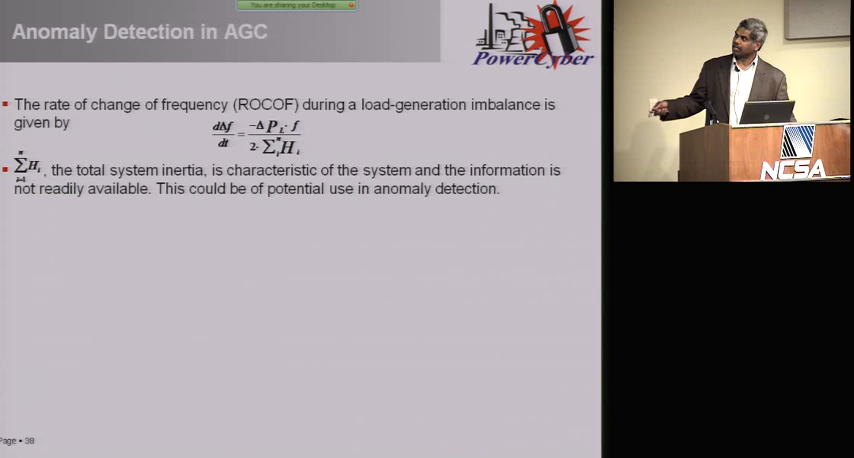 You are sharing your Desktop
Anomaly Detection in AGC
PowerCyber
The rate of change of frequency (ROCOF) during a load-generation imbalance is
given by dΔf/dt = -ΔP_L · f / 2·∑_i^n H_i
∑_{i=1}^n H_i, the total system inertia, is characteristic of the system and the information is
not readily available. This could be of potential use in anomaly detection.
NCSA
Page • 38